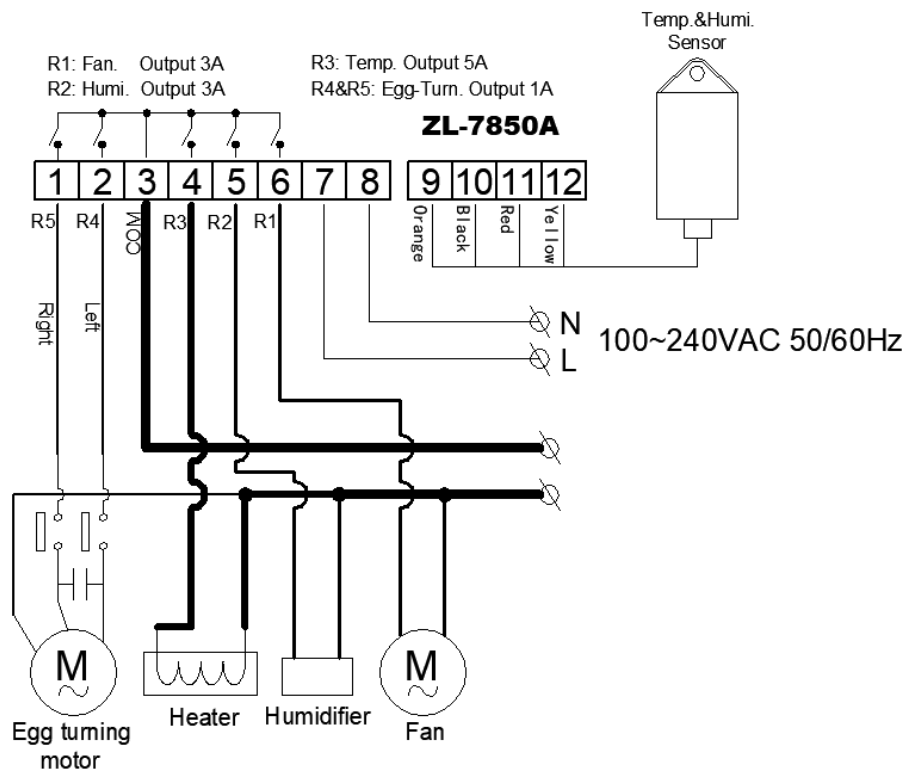 Temp.&Humi.
Sensor
R1: Fan. Output 3A
R2: Humi. Output 3A
R3: Temp. Output 5A
R4&R5: Egg-Turn. Output 1A
ZL-7850A
1 2 3 4 5 6 7 8 9 10 11 12
R5 R4 COM R3 R2 R1
Orange Black Red Yellow
Right Left
N
L
100~240VAC 50/60Hz
M
~
M
~
Egg turning
motor
Heater
Humidifier
Fan